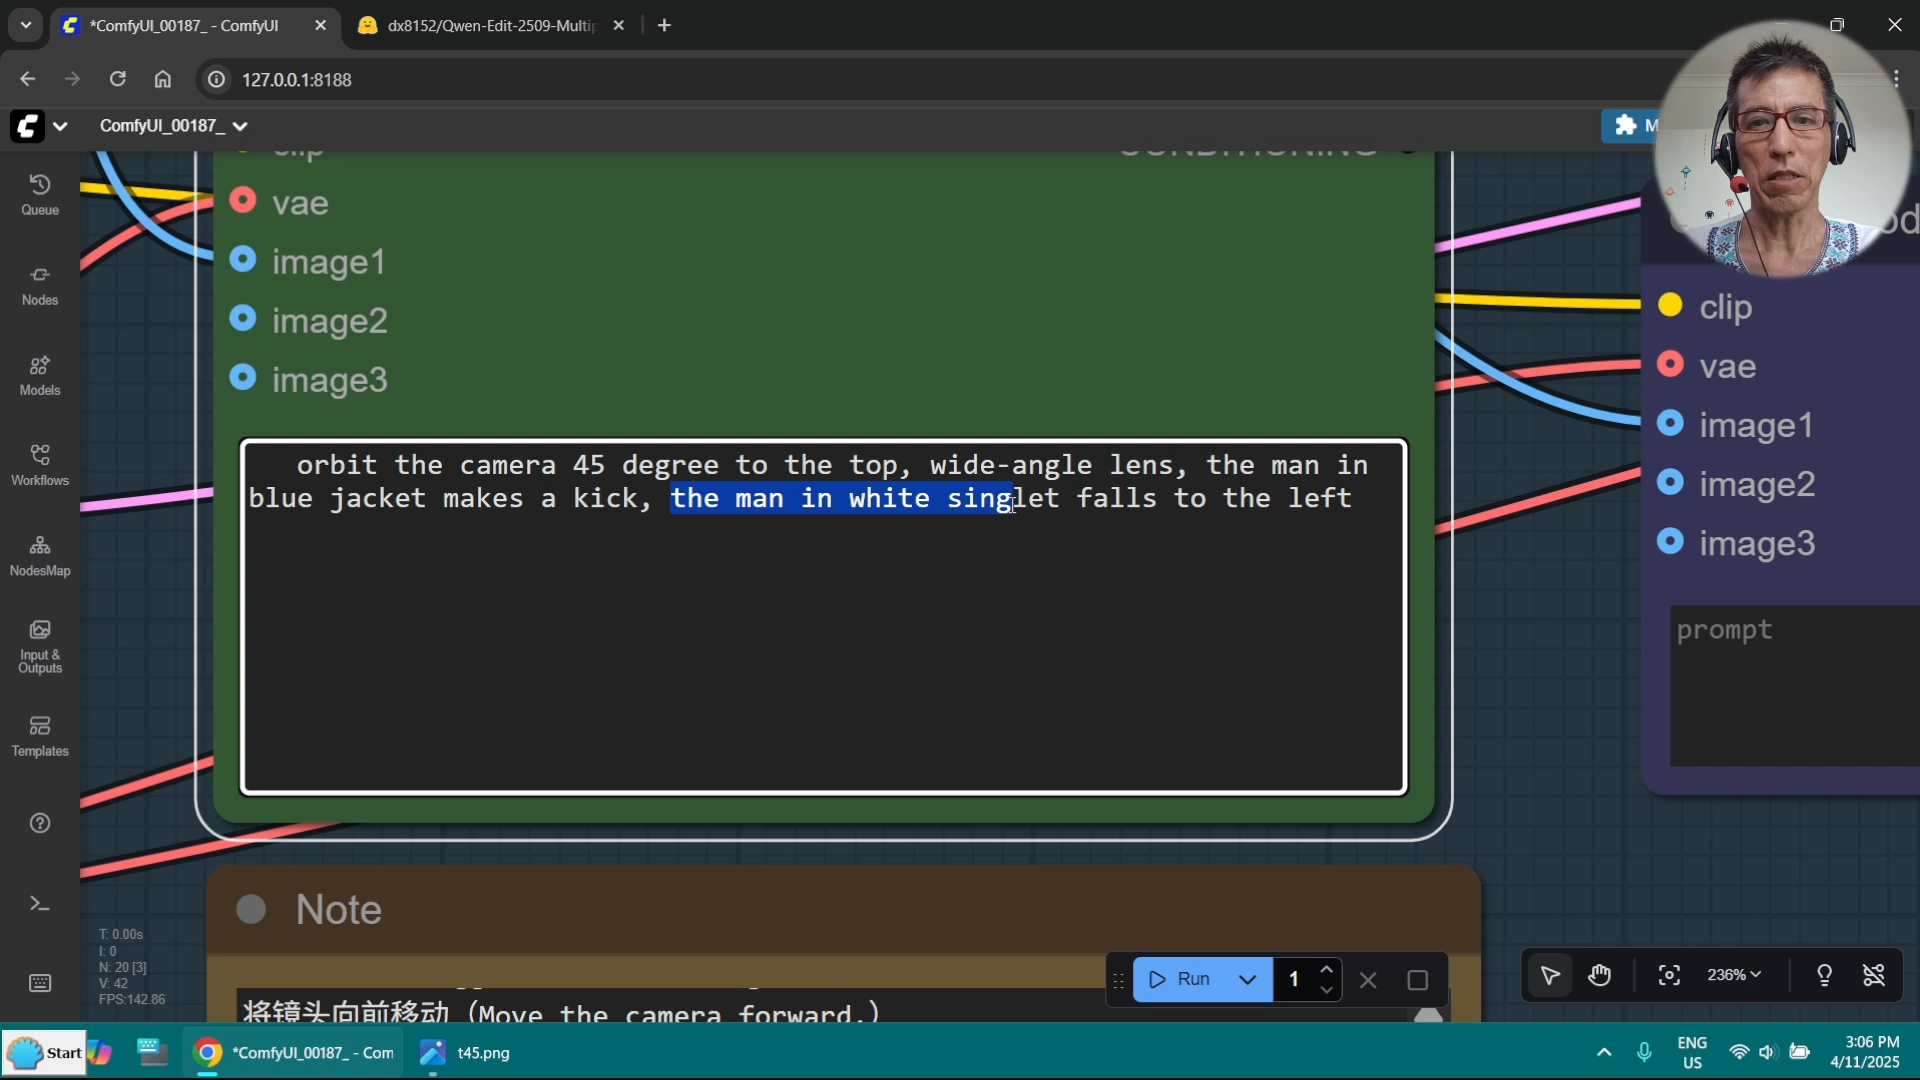 *ComfyUI_00187_ - ComfyUI
dx8152/Qwen-Edit-2509-Multip
127.0.0.1:8188
ComfyUI_00187_
M
Queue
Nodes
Models
Workflows
NodesMap
Input &
Outputs
Templates
clip
CONDITIONING
vae
image1
image2
image3
orbit the camera 45 degree to the top, wide-angle lens, the man in
blue jacket makes a kick, the man in white singlet falls to the left
od
clip
vae
image1
image2
image3
prompt
Note
将镜头向前移动（Move the camera forward.）
T: 0.00s
I: 0
N: 20 [3]
V: 42
FPS:142.86
Run
1
236%
Start
*ComfyUI_00187_ - Com
t45.png
ENG
US
3:06 PM
4/11/2025